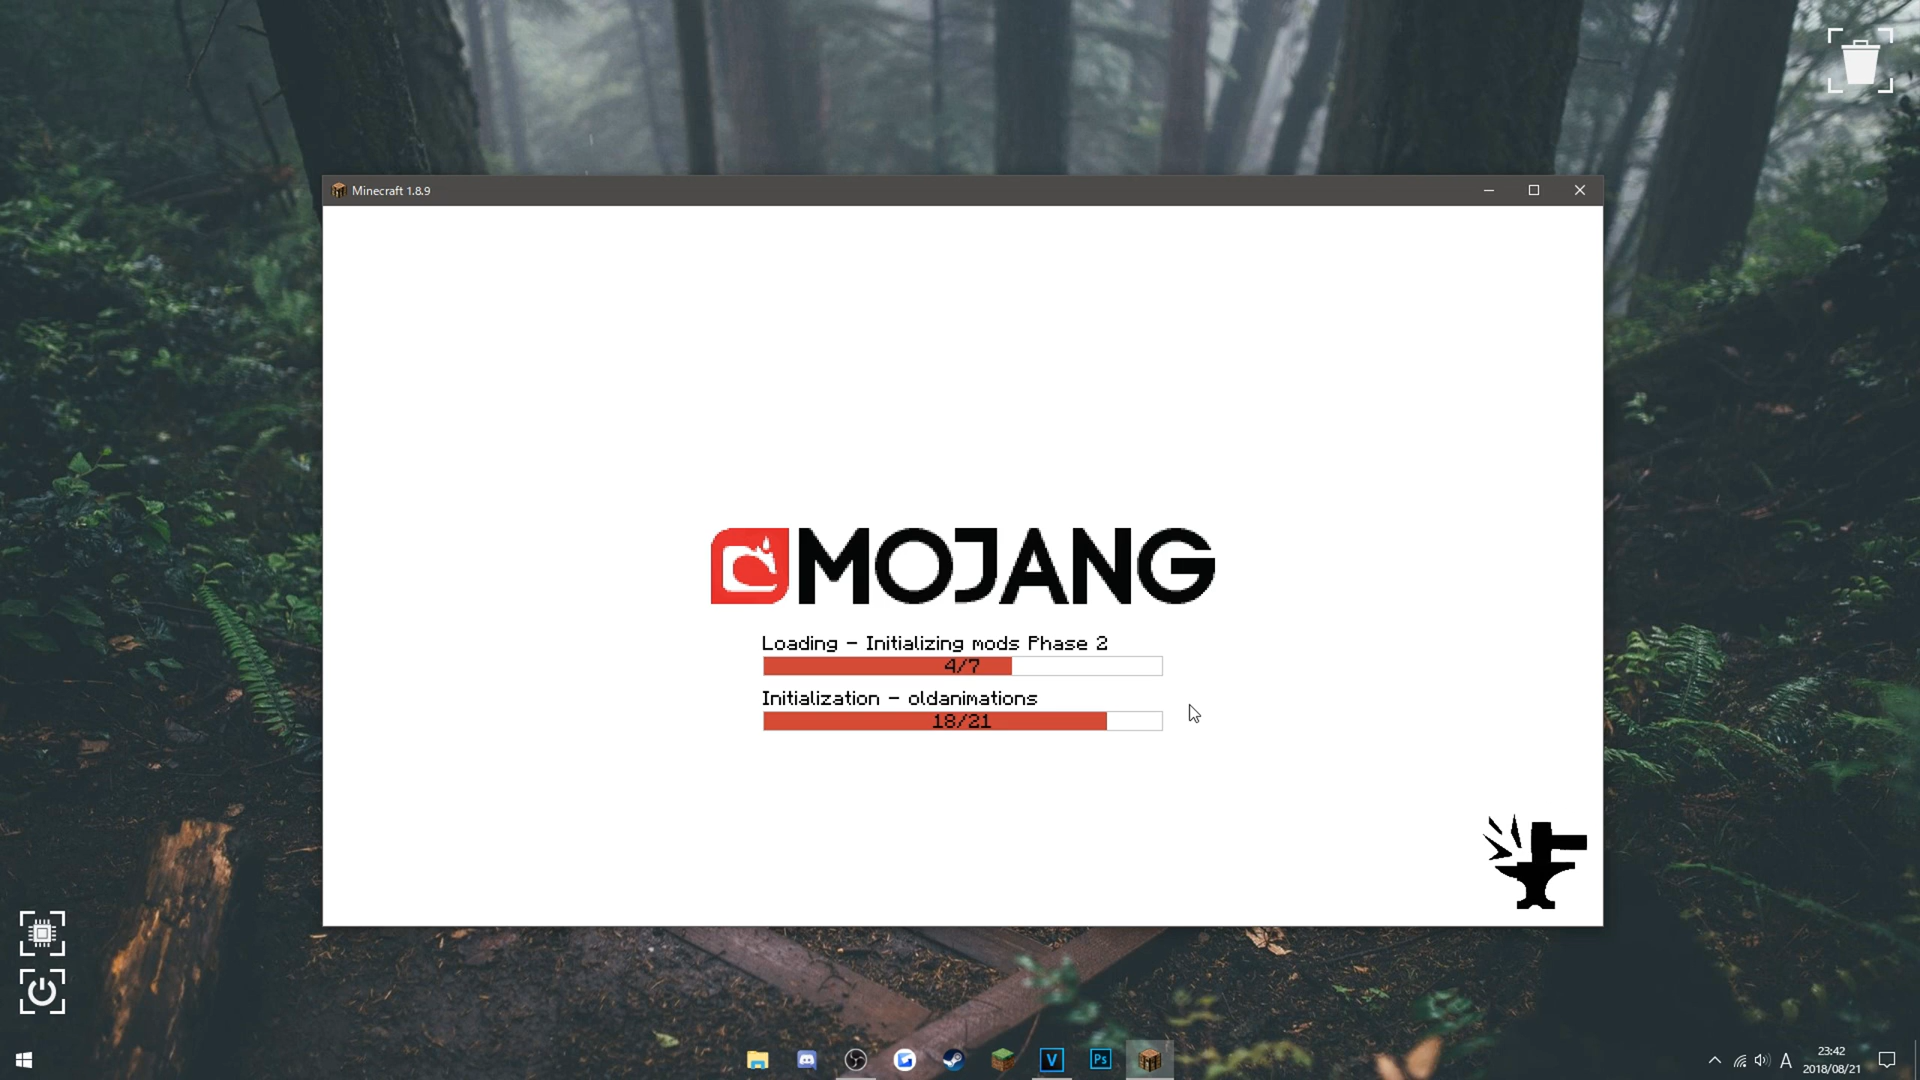 Minecraft 1.8.9
MOJANG
Loading - Initializing mods Phase 2
4/7
Initialization - oldanimations
18/21
V
Ps
A
23:42
2018/08/21